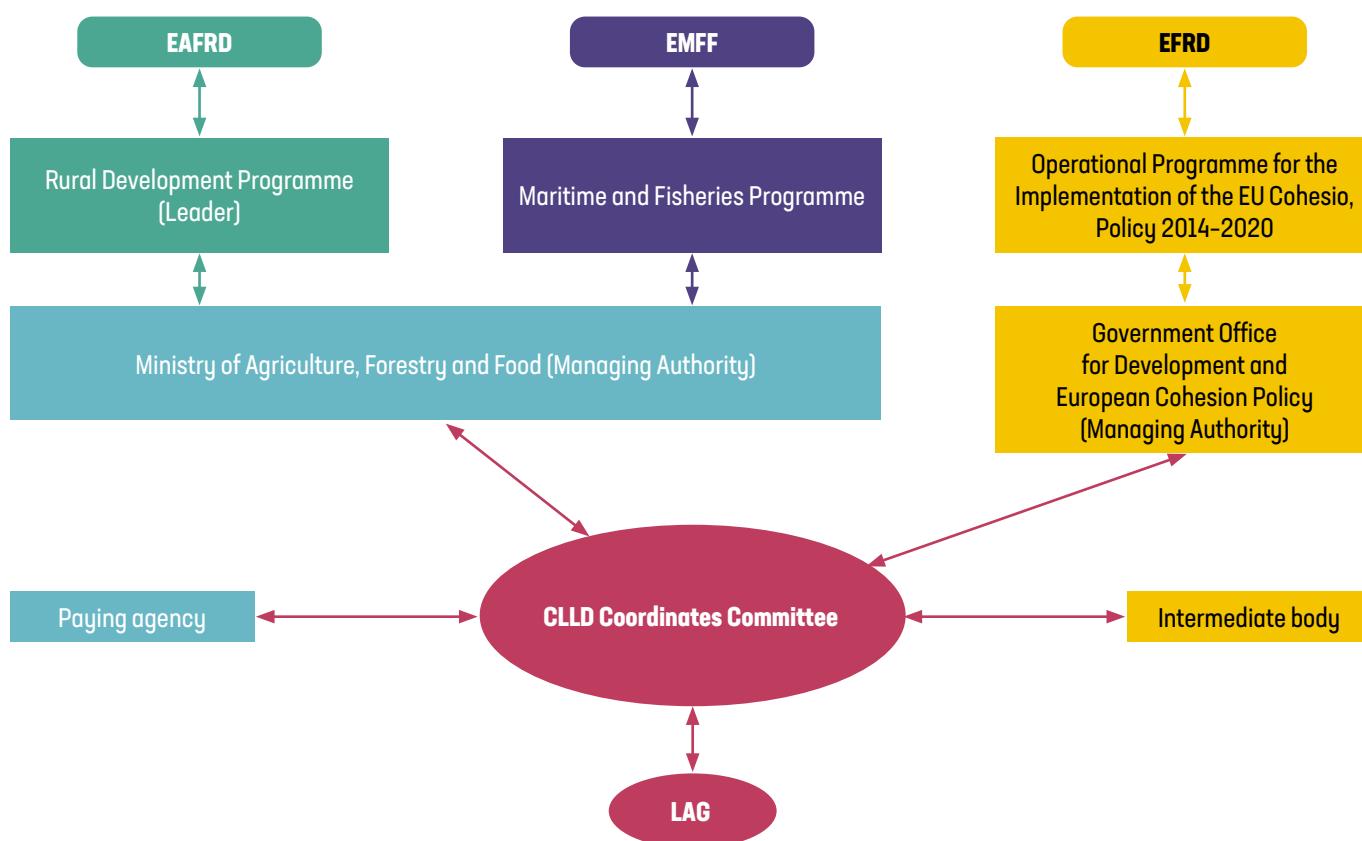 EAFRD
EMFF
EFRD
Rural Development Programme
(Leader)
Maritime and Fisheries Programme
Operational Programme for the
Implementation of the EU Cohesio,
Policy 2014-2020
Ministry of Agriculture, Forestry and Food (Managing Authority)
Government Office
for Development and
European Cohesion Policy
(Managing Authority)
Paying agency
CLLD Coordinates Committee
Intermediate body
LAG